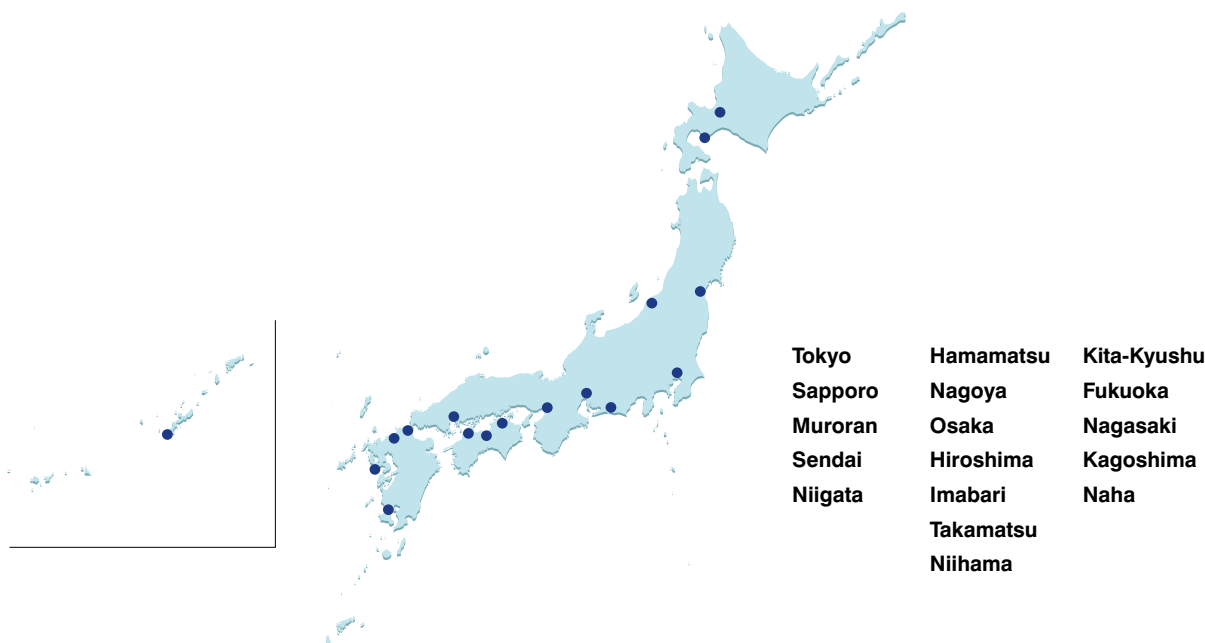 Tokyo
Sapporo
Muroran
Sendai
Niigata
Hamamatsu
Nagoya
Osaka
Hiroshima
Imabari
Takamatsu
Niihama
Kita-Kyushu
Fukuoka
Nagasaki
Kagoshima
Naha